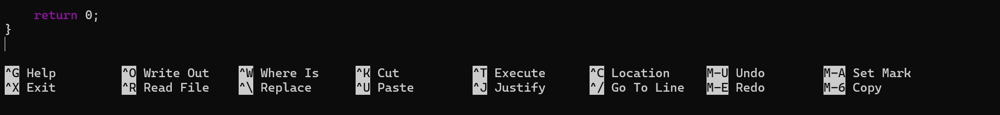 return 0;
}
^G Help ^O Write Out ^W Where Is ^K Cut ^T Execute ^C Location M-U Undo M-A Set Mark
^X Exit ^R Read File ^\ Replace ^U Paste ^J Justify ^/ Go To Line M-E Redo M-6 Copy